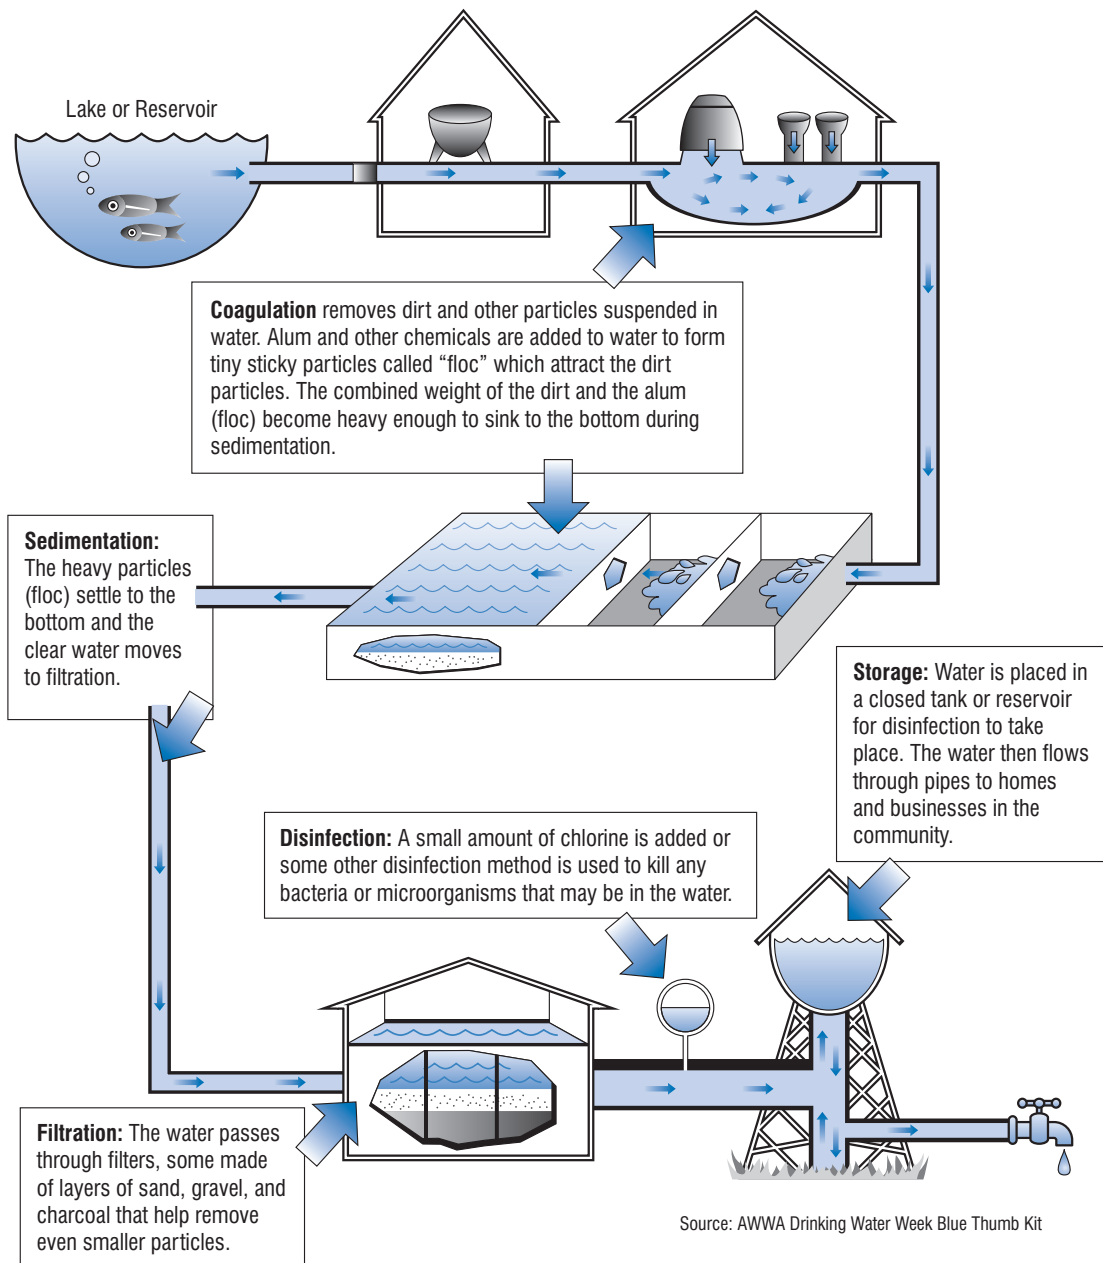 Lake or Reservoir
Coagulation removes dirt and other particles suspended in
water. Alum and other chemicals are added to water to form
tiny sticky particles called “floc” which attract the dirt
particles. The combined weight of the dirt and the alum
(floc) become heavy enough to sink to the bottom during
sedimentation.
Sedimentation:
The heavy particles
(floc) settle to the
bottom and the
clear water moves
to filtration.
Storage: Water is placed in
a closed tank or reservoir
for disinfection to take
place. The water then flows
through pipes to homes
and businesses in the
community.
Disinfection: A small amount of chlorine is added or
some other disinfection method is used to kill any
bacteria or microorganisms that may be in the water.
Filtration: The water passes
through filters, some made
of layers of sand, gravel, and
charcoal that help remove
even smaller particles.
Source: AWWA Drinking Water Week Blue Thumb Kit